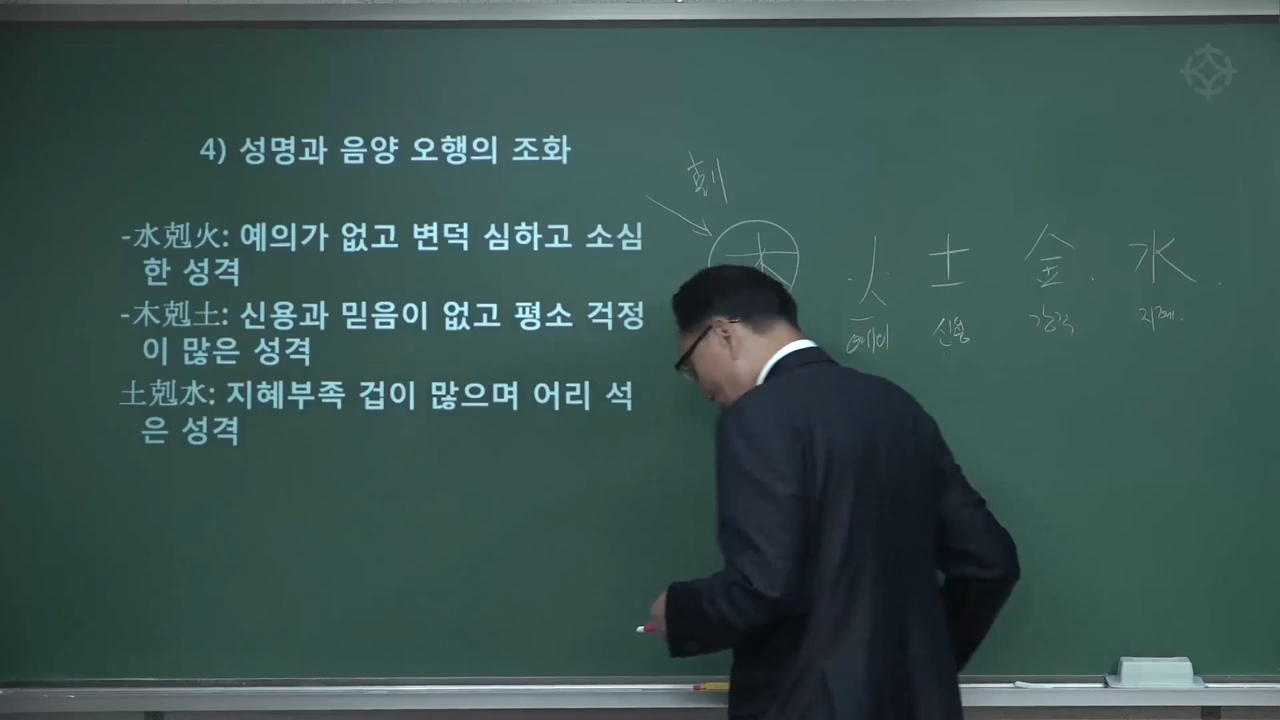 4) 성명과 음양 오행의 조화
-水剋火: 예의가 없고 변덕 심하고 소심
한 성격
-木剋土: 신용과 믿음이 없고 평소 걱정
이 많은 성격
土剋水: 지혜부족 겁이 많으며 어리 석
은 성격
剋
木 火 土 金 水
신용 지혜